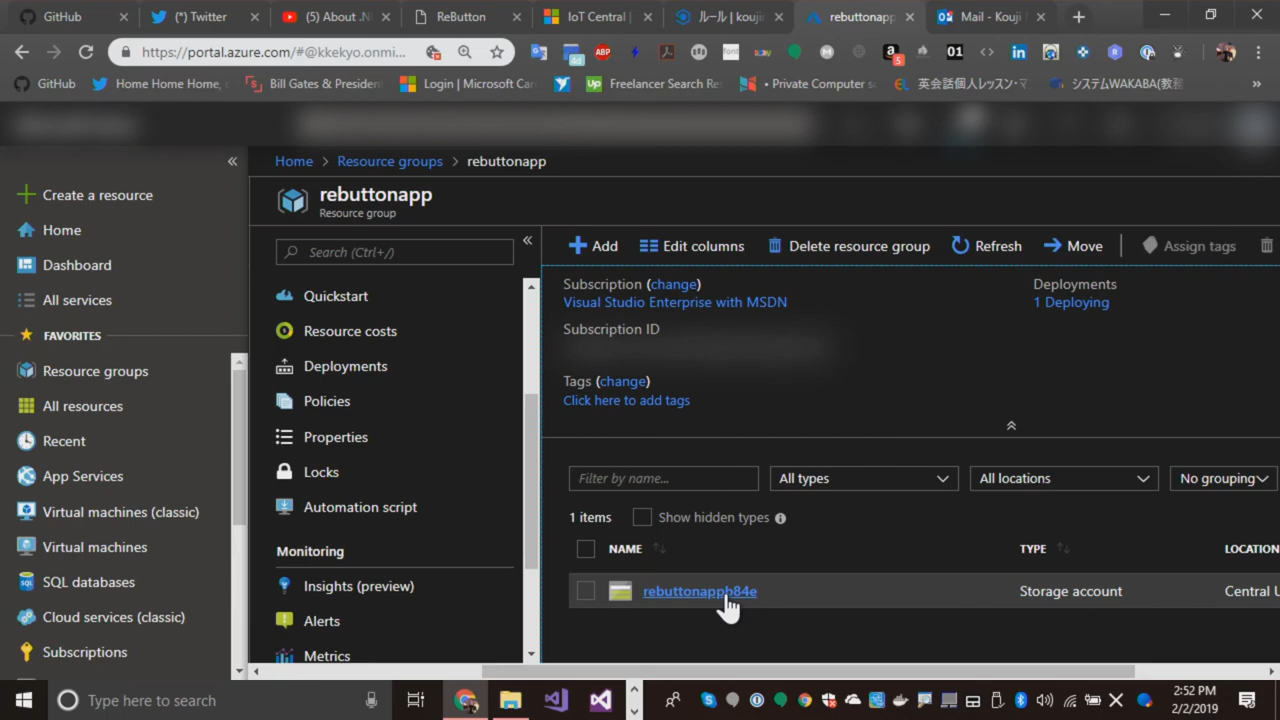 GitHub
(*) Twitter
(5) About .N
ReButton
IoT Central |
ルール | kouji
rebuttonapp
Mail - Kouji
https://portal.azure.com/#@kkekyo.onmi...
GitHub
Home Home Home,
Bill Gates & President
Login | Microsoft Car
Freelancer Search Re
• Private Computer
英会話個人レッスン・マ
システムWAKABA(教務
»
Home > Resource groups > rebuttonapp
rebuttonapp
Resource group
Create a resource
Home
Dashboard
All services
FAVORITES
Resource groups
All resources
Recent
App Services
Virtual machines (classic)
Virtual machines
SQL databases
Cloud services (classic)
Subscriptions
Search (Ctrl+/)
Quickstart
Resource costs
Deployments
Policies
Properties
Locks
Automation script
Monitoring
Insights (preview)
Alerts
Metrics
Add
Edit columns
Delete resource group
Refresh
Move
Assign tags
Subscription (change)
Visual Studio Enterprise with MSDN
Subscription ID
Deployments
1 Deploying
Tags (change)
Click here to add tags
Filter by name...
All types
All locations
No grouping
1 items
Show hidden types
NAME
TYPE
LOCATION
rebuttonappb84e
Storage account
Central U
Type here to search
2:52 PM
2/2/2019